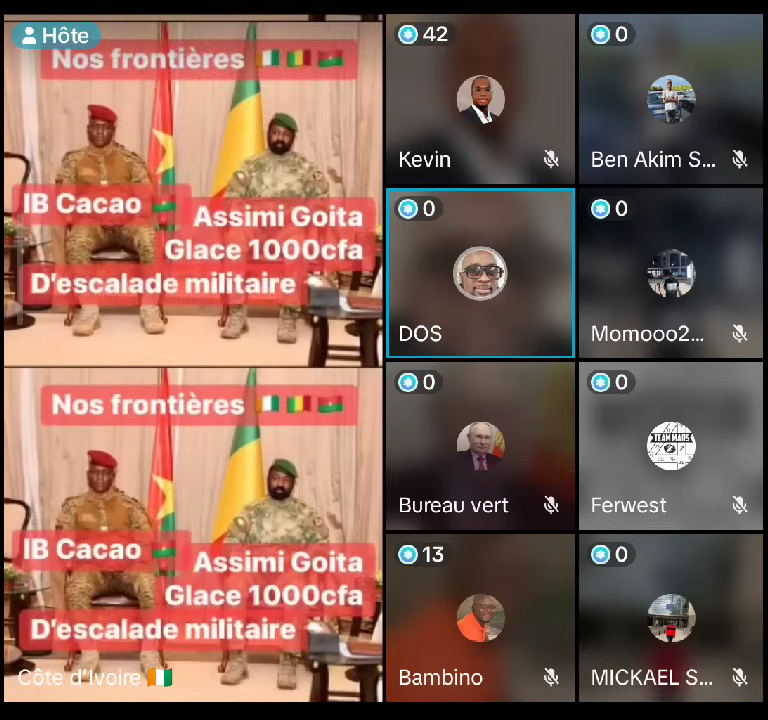 Hôte
Nos frontières 🇨🇮🇲🇱🇧🇫
IB Cacao
Assimi Goita
Glace 1000cfa
D'escalade militaire
Nos frontières 🇨🇮🇲🇱🇧🇫
IB Cacao
Assimi Goita
Glace 1000cfa
D'escalade militaire
Côte d'Ivoire 🇨🇮
42
Kevin
0
Ben Akim S...
0
DOS
0
Momooo2...
0
Bureau vert
0
TEAM MARS
Ferwest
13
Bambino
0
MICKAEL S...